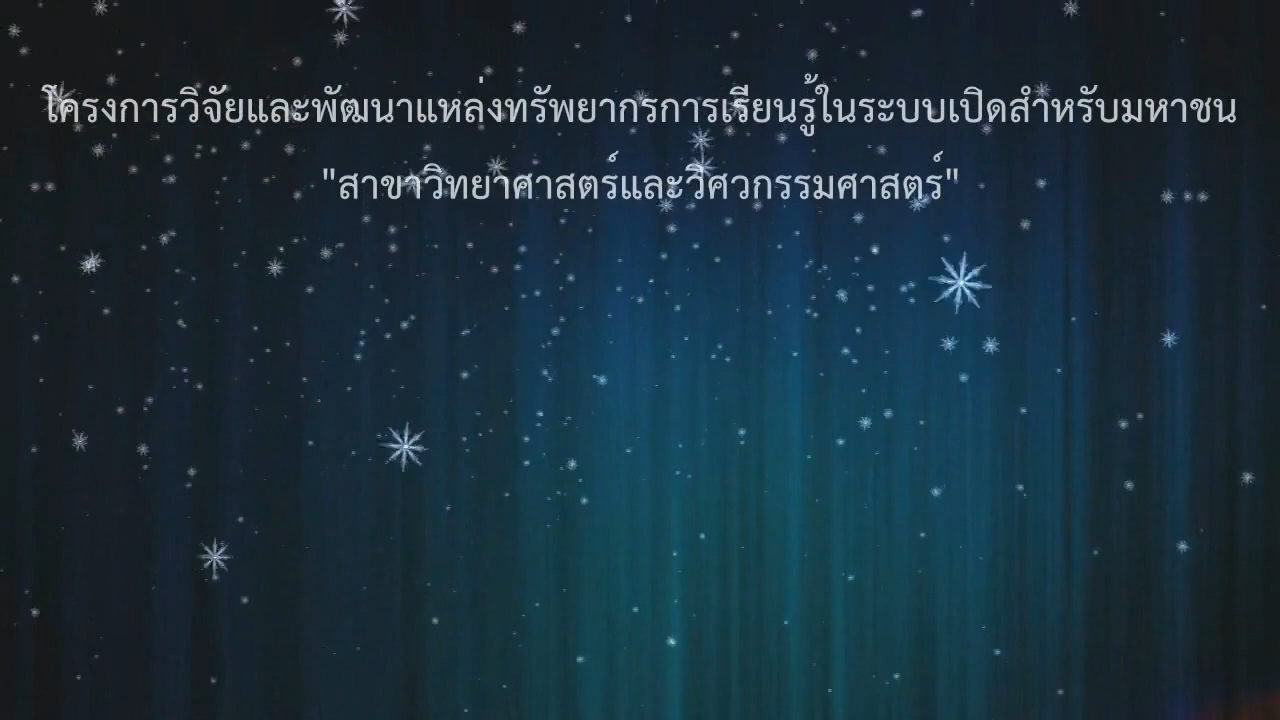 โครงการวิจัยและพัฒนาแหล่งทรัพยากรการเรียนรู้ในระบบเปิดสำหรับมหาชน
"สาขาวิทยาศาสตร์และวิศวกรรมศาสตร์"